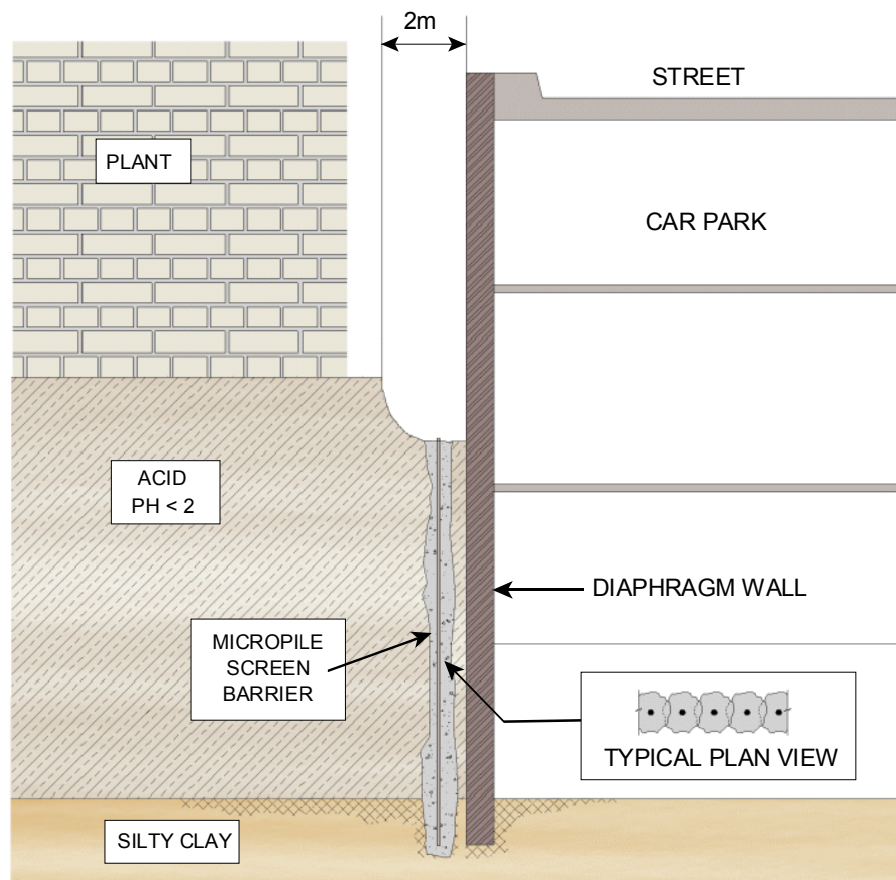 2m
STREET
PLANT
CAR PARK
ACID
PH < 2
DIAPHRAGM WALL
MICROPILE
SCREEN
BARRIER
TYPICAL PLAN VIEW
SILTY CLAY